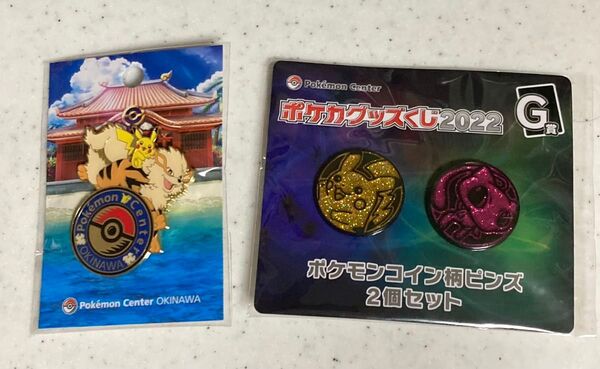 Pokémon Center
OKINAWA
Pokémon Center OKINAWA
Pokémon Center
ポケカグッズくじ2022
G賞
ポケモンコイン柄ピンズ
2個セット